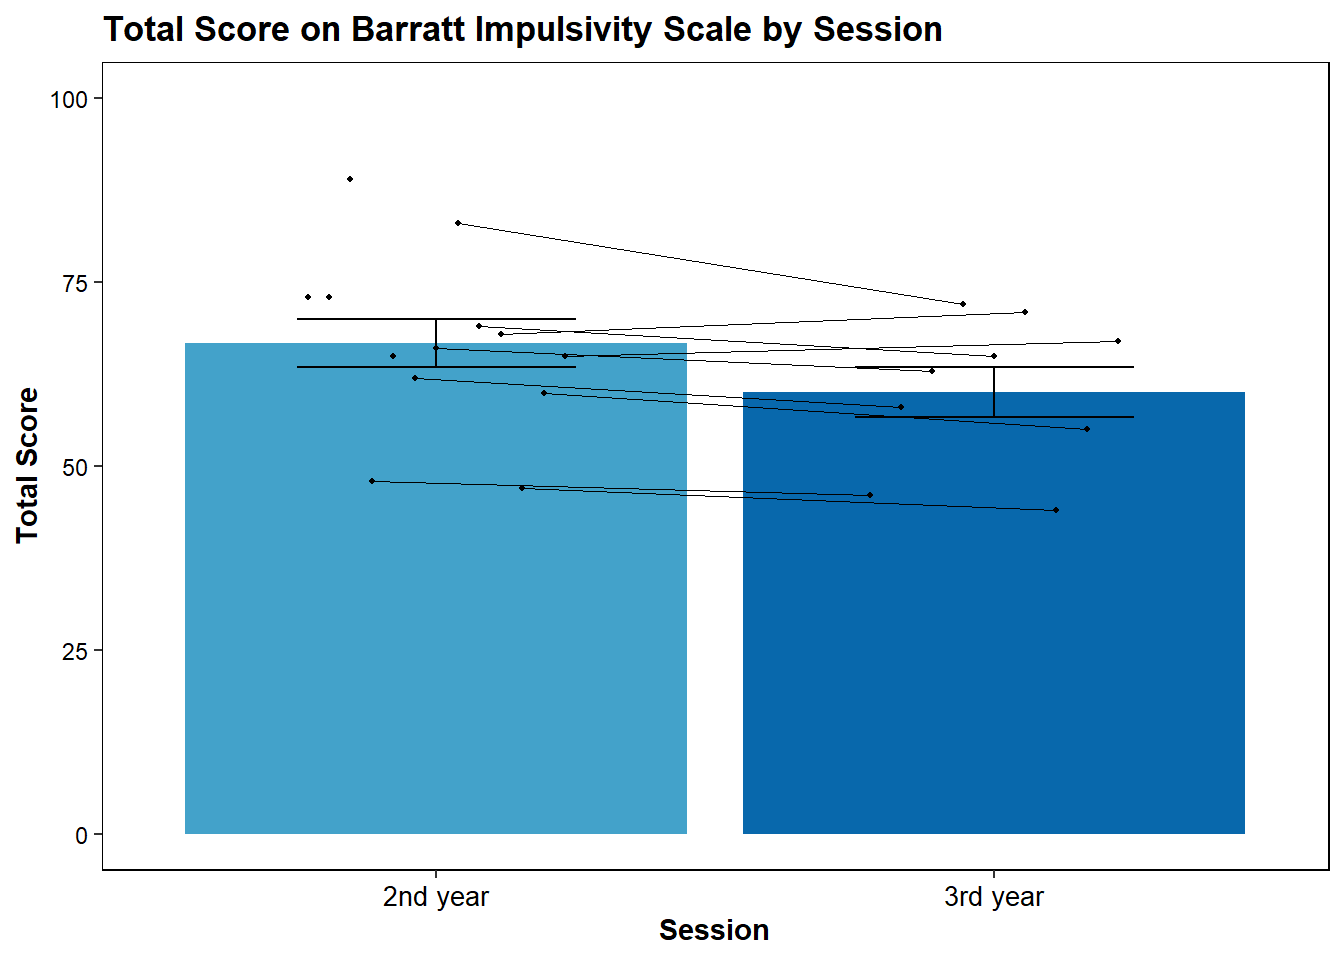 Total Score on Barratt Impulsivity Scale by Session
100
75
50
25
0
Total Score
2nd year
3rd year
Session